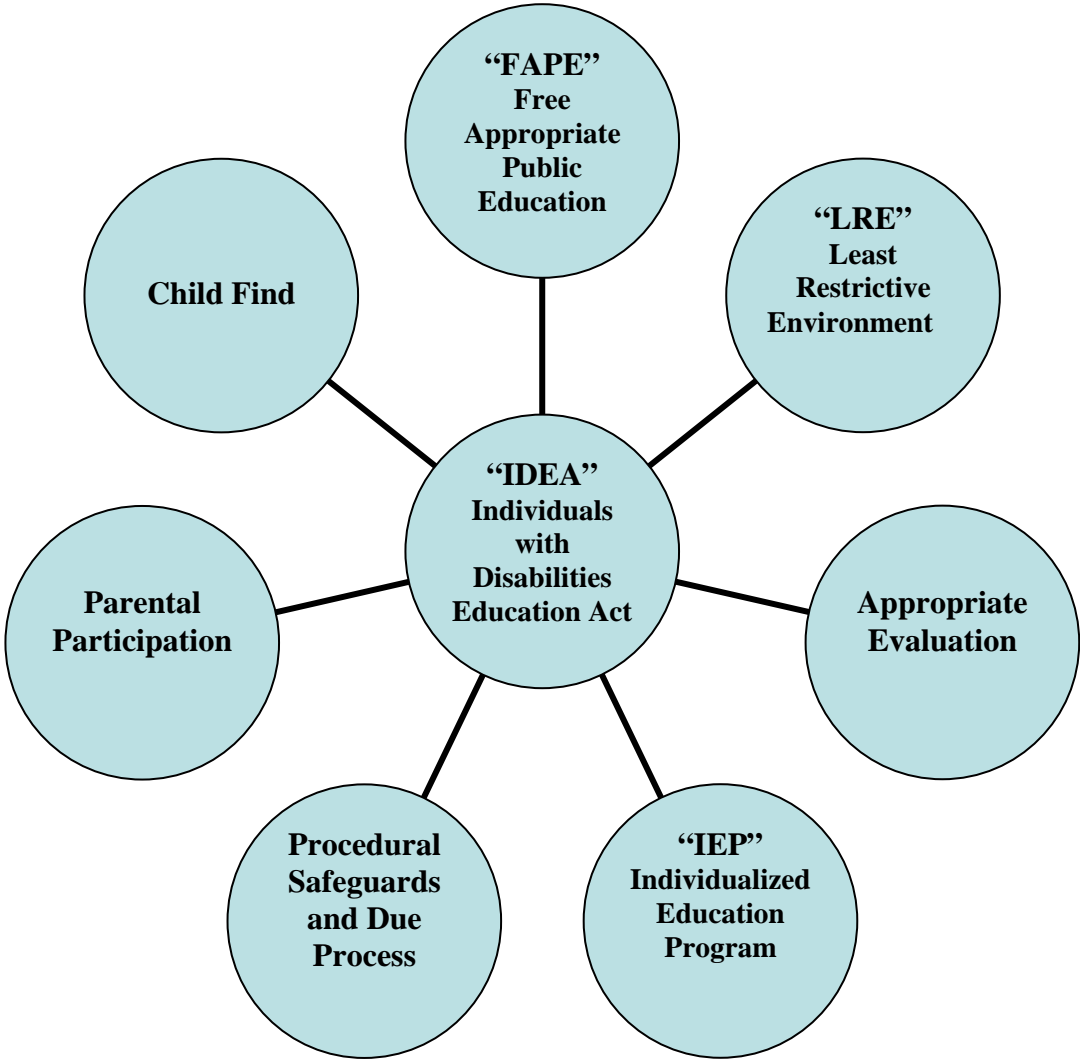 “FAPE”
Free
Appropriate
Public
Education
“LRE”
Least
Restrictive
Environment
Child Find
“IDEA”
Individuals
with
Disabilities
Education Act
Parental
Participation
Appropriate
Evaluation
Procedural
Safeguards
and Due
Process
“IEP”
Individualized
Education
Program